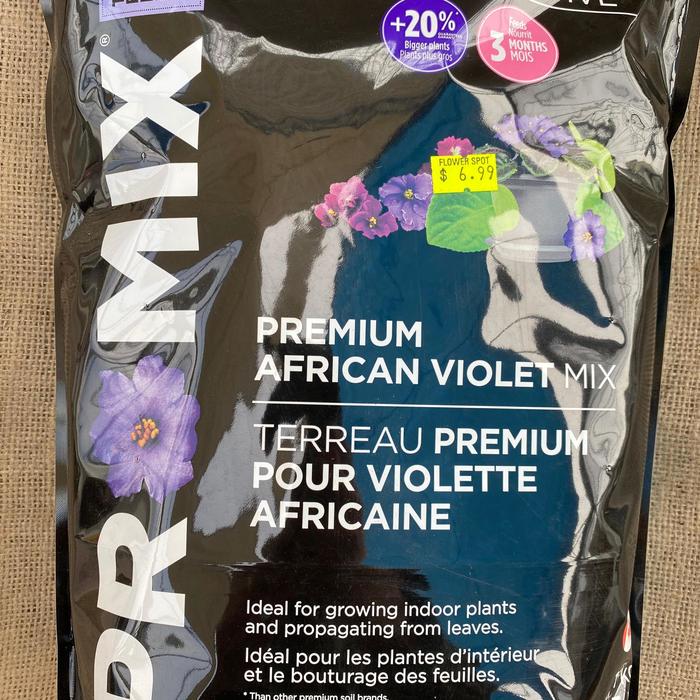 +20%
Bigger plants
Plants plus gros
Feeds
Nourrit
3 MONTHS
MOIS
PRO MIX®
FLOWER SPOT
$ 6.99
PREMIUM
AFRICAN VIOLET MIX
TERREAU PREMIUM
POUR VIOLETTE
AFRICAINE
Ideal for growing indoor plants
and propagating from leaves.
Idéal pour les plantes d'intérieur
et le bouturage des feuilles.
* Than other premium soil brands.